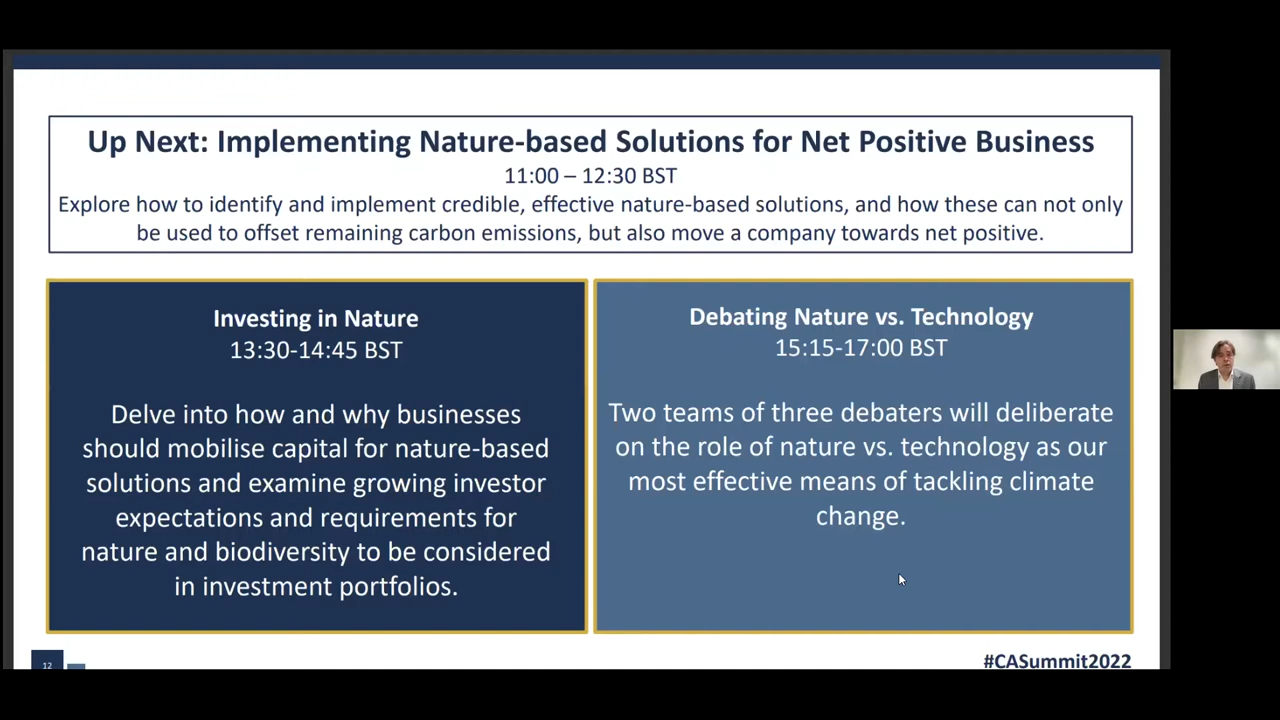 Up Next: Implementing Nature-based Solutions for Net Positive Business
11:00 – 12:30 BST
Explore how to identify and implement credible, effective nature-based solutions, and how these can not only
be used to offset remaining carbon emissions, but also move a company towards net positive.
Investing in Nature
13:30-14:45 BST
Delve into how and why businesses
should mobilise capital for nature-based
solutions and examine growing investor
expectations and requirements for
nature and biodiversity to be considered
in investment portfolios.
Debating Nature vs. Technology
15:15-17:00 BST
Two teams of three debaters will deliberate
on the role of nature vs. technology as our
most effective means of tackling climate
change.
12
#CASummit2022